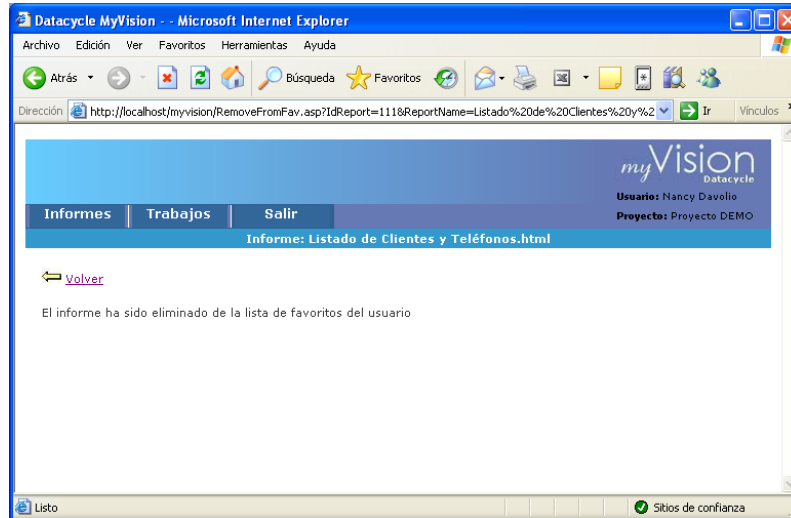 Datacycle MyVision - - Microsoft Internet Explorer
Archivo Edición Ver Favoritos Herramientas Ayuda
Atrás Búsqueda Favoritos
Dirección http://localhost/myvision/RemoveFromFav.asp?IdReport=111&ReportName=Listado%20de%20Clientes%20y%2 Ir Vínculos
myVision
Datacycle
Usuario: Nancy Davolio
Informes Trabajos Salir Proyecto: Proyecto DEMO
Informe: Listado de Clientes y Teléfonos.html
Volver
El informe ha sido eliminado de la lista de favoritos del usuario
Listo Sitios de confianza